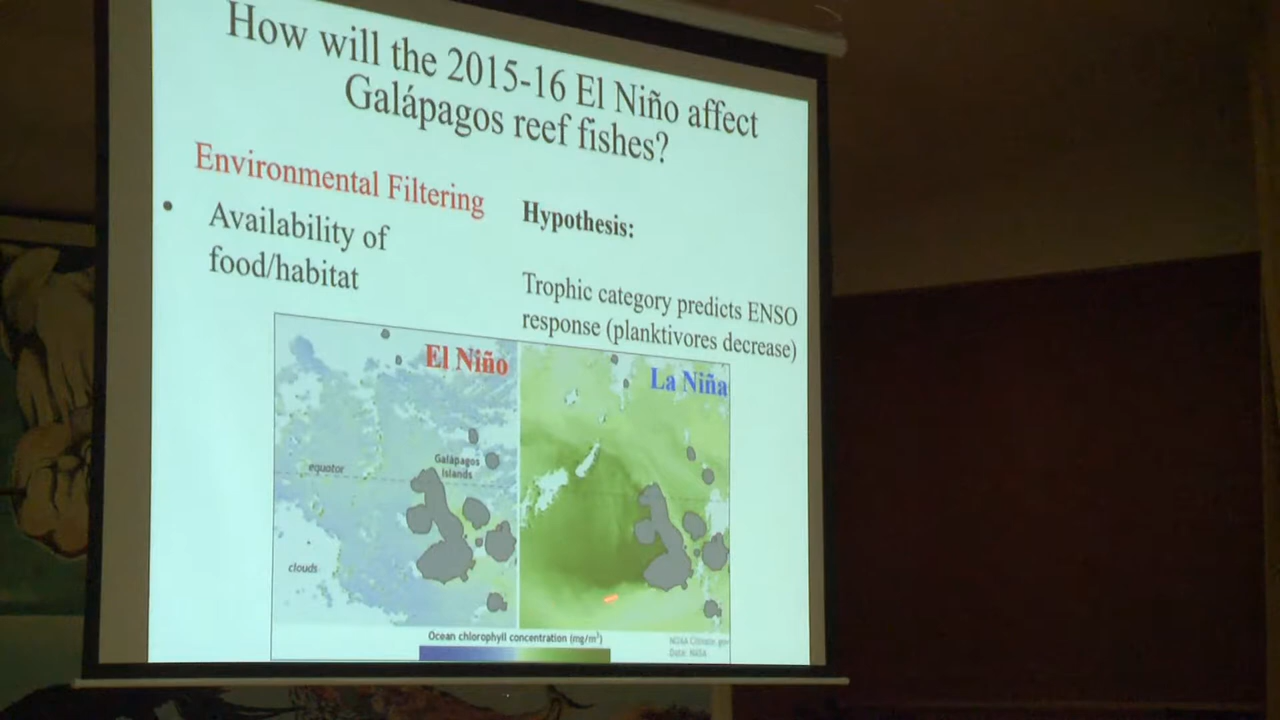 How will the 2015-16 El Niño affect
Galápagos reef fishes?
Environmental Filtering
• Availability of
food/habitat
Hypothesis:
Trophic category predicts ENSO
response (planktivores decrease)
El Niño
La Niña
equator
Galápagos
Islands
clouds
Ocean chlorophyll concentration (mg/m³)
NOAA Climate.gov
Data: NASA